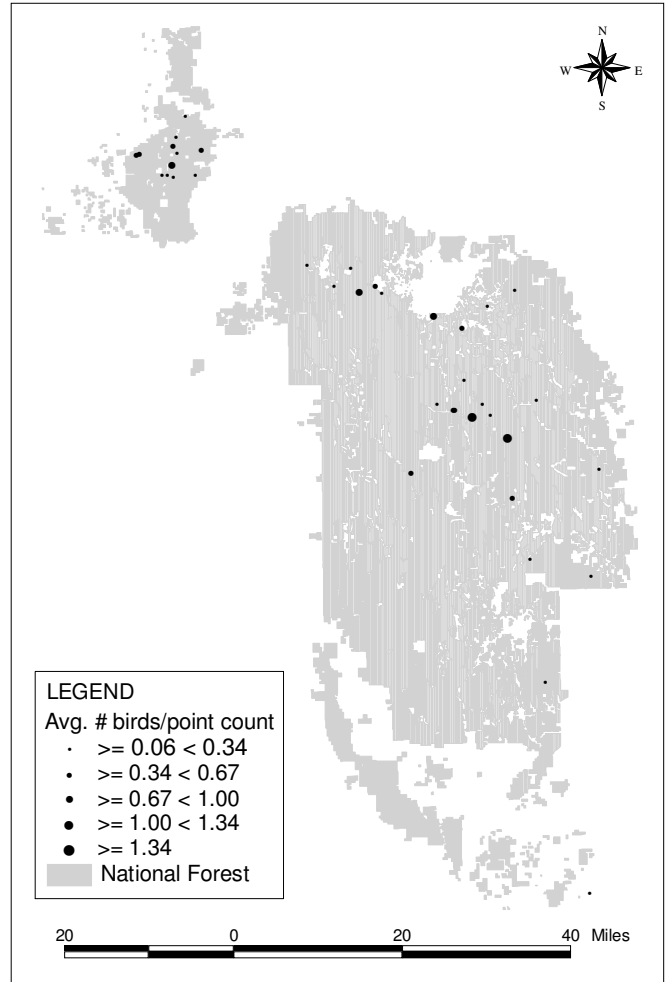 N
W E
S
LEGEND
Avg. # birds/point count
>= 0.06 < 0.34
>= 0.34 < 0.67
>= 0.67 < 1.00
>= 1.00 < 1.34
>= 1.34
National Forest
20 0 20 40 Miles